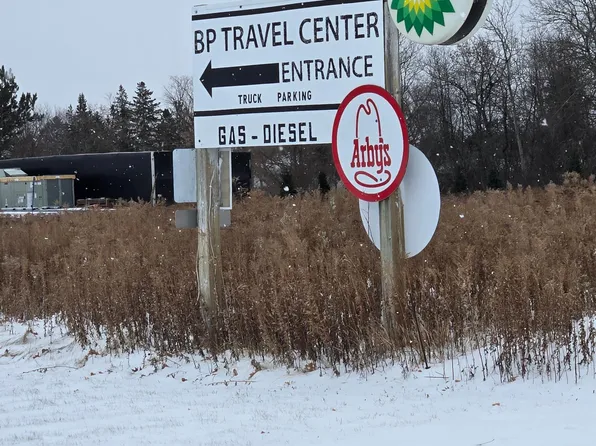 BP TRAVEL CENTER
ENTRANCE
TRUCK PARKING
GAS - DIESEL
Arby's